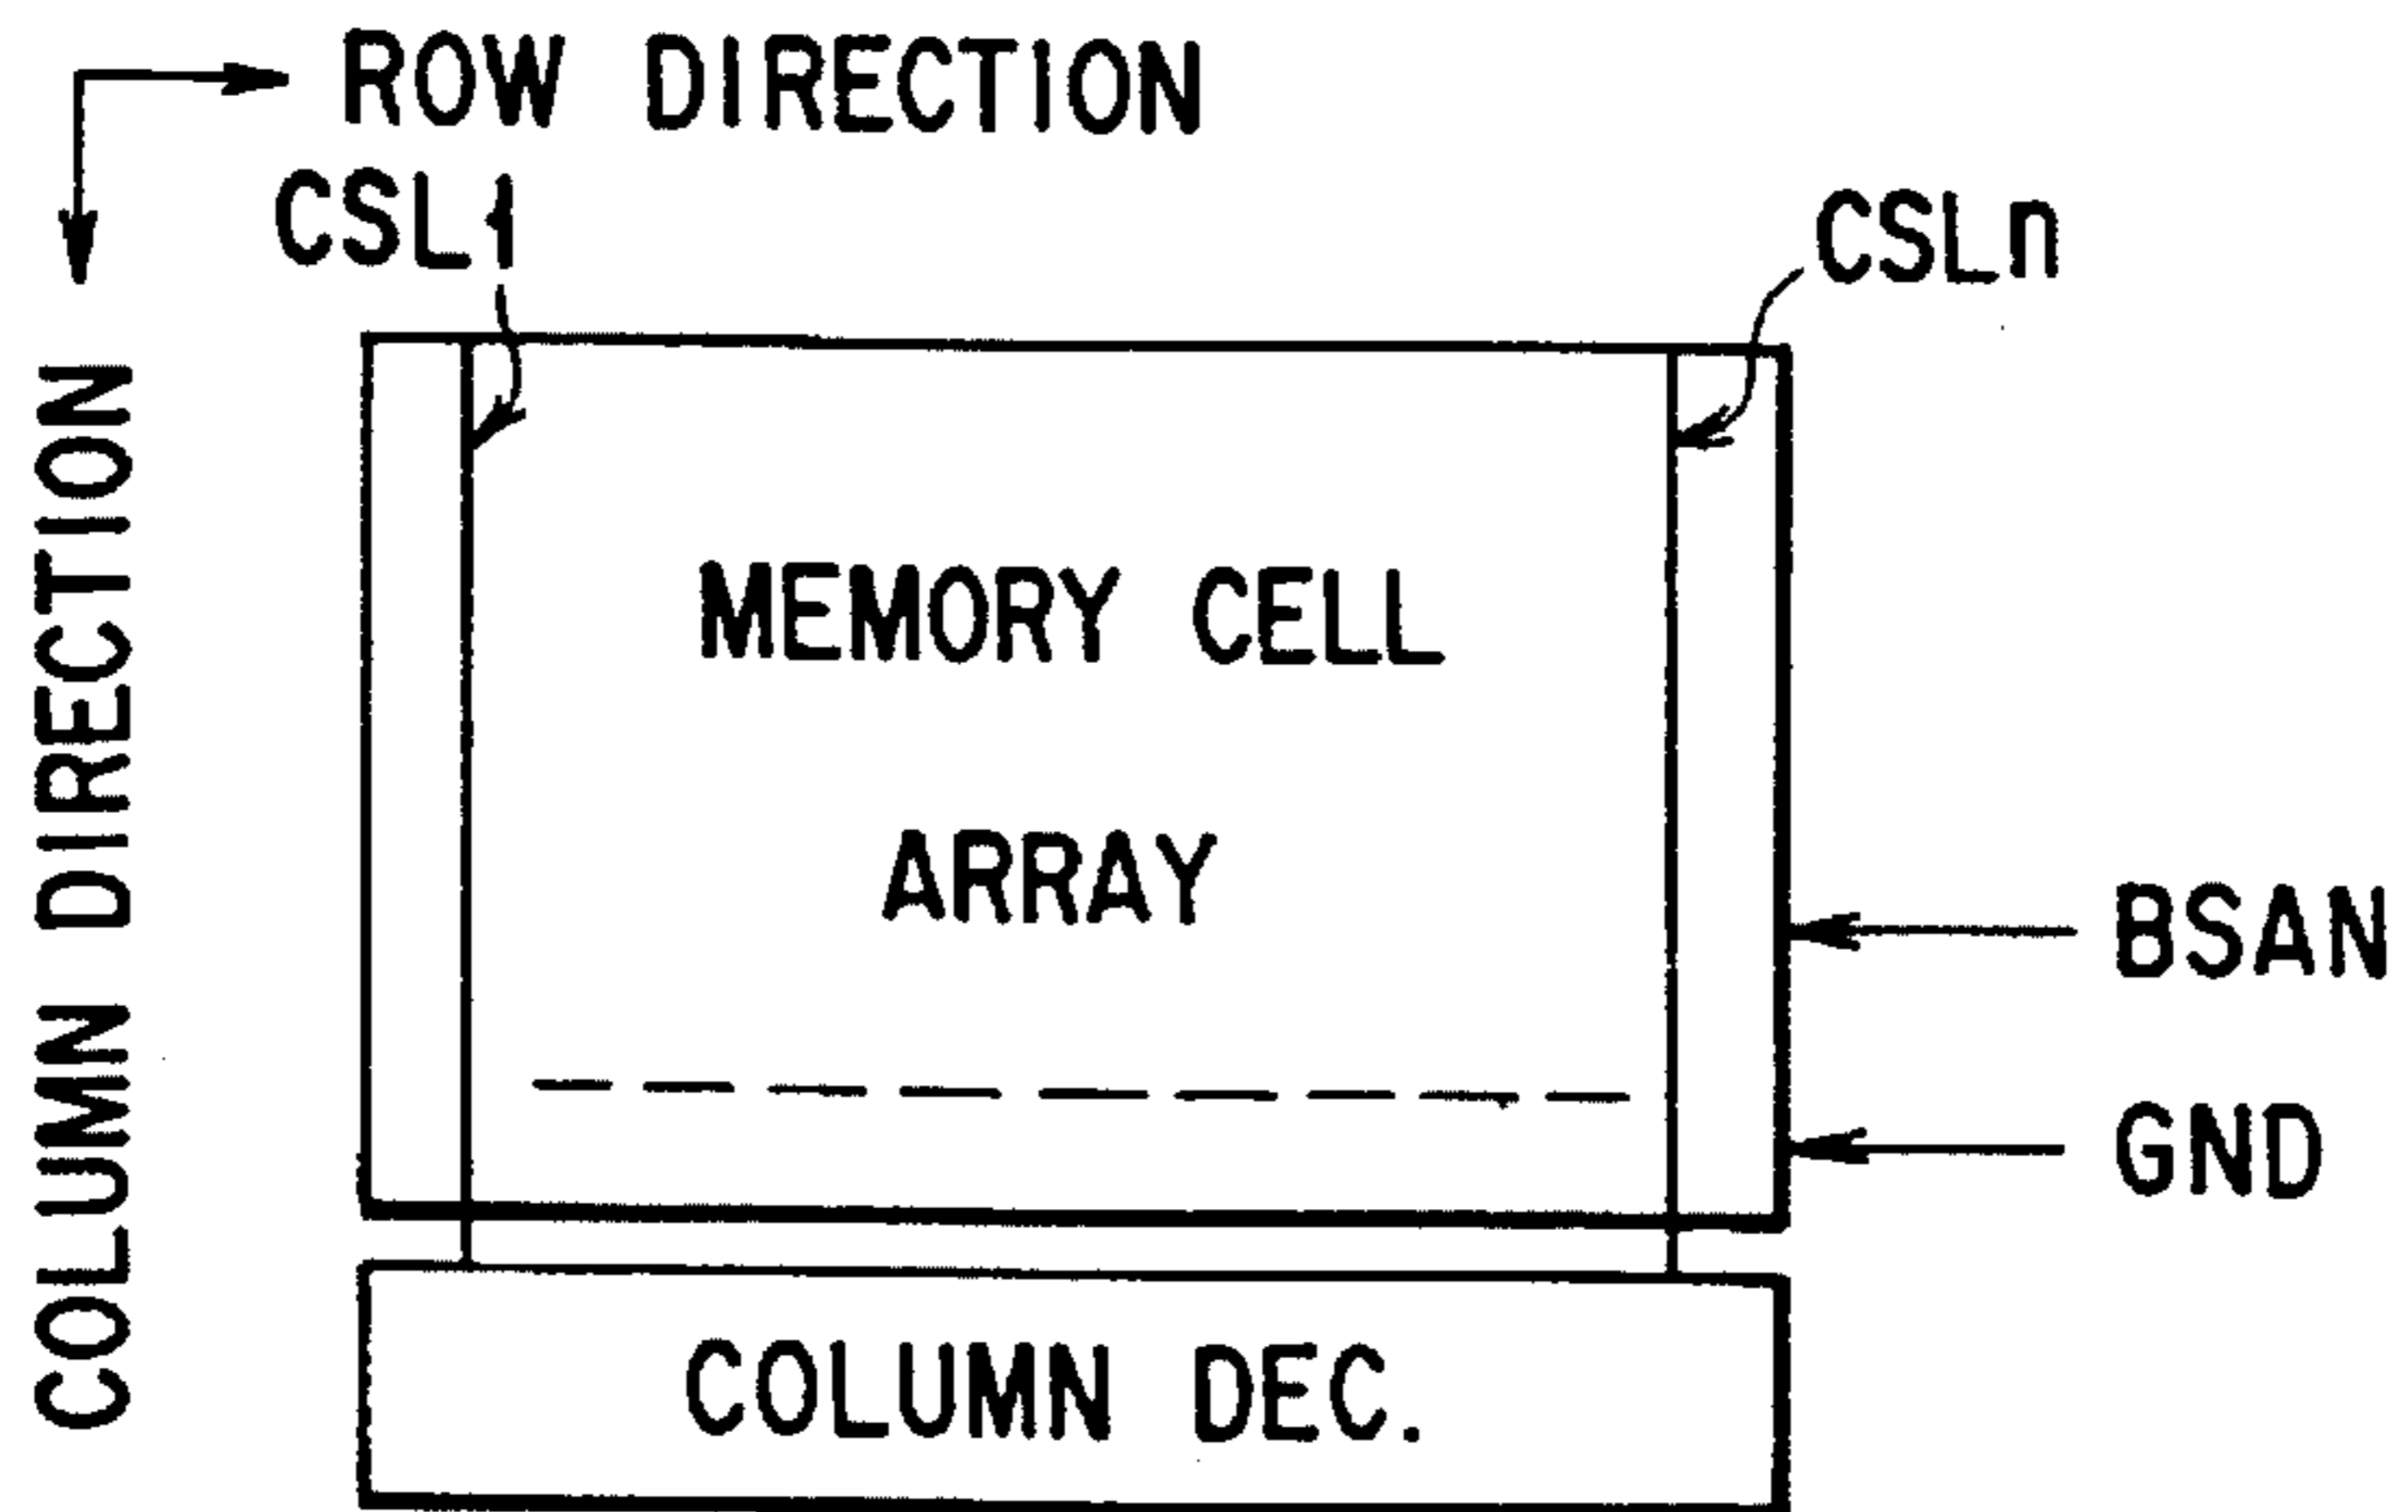 ROW DIRECTION
CSL1
CSLn
COLUMN DIRECTION
MEMORY CELL
ARRAY
BSAN
GND
COLUMN DEC.